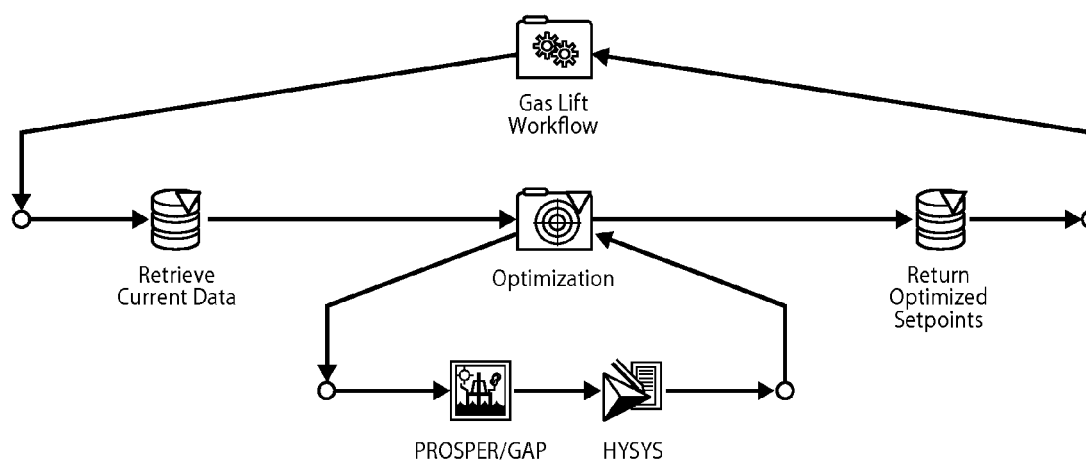 Gas Lift
Workflow
Retrieve
Current Data
Optimization
Return
Optimized
Setpoints
PROSPER/GAP
HYSYS